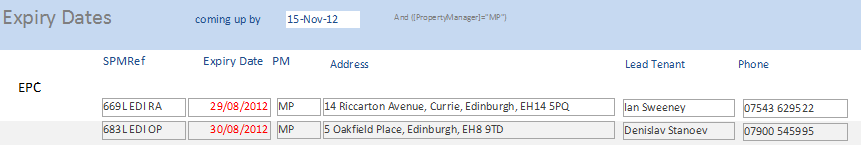 Expiry Dates coming up by 15-Nov-12 And ([PropertyManager]="MP")
SPMRef Expiry Date PM Address Lead Tenant Phone
EPC
669LEDIRA 29/08/2012 MP 14 Riccarton Avenue, Currie, Edinburgh, EH14 5PQ Ian Sweeney 07543 629522
683LEDIOP 30/08/2012 MP 5 Oakfield Place, Edinburgh, EH8 9TD Denislav Stanoev 07900 545995